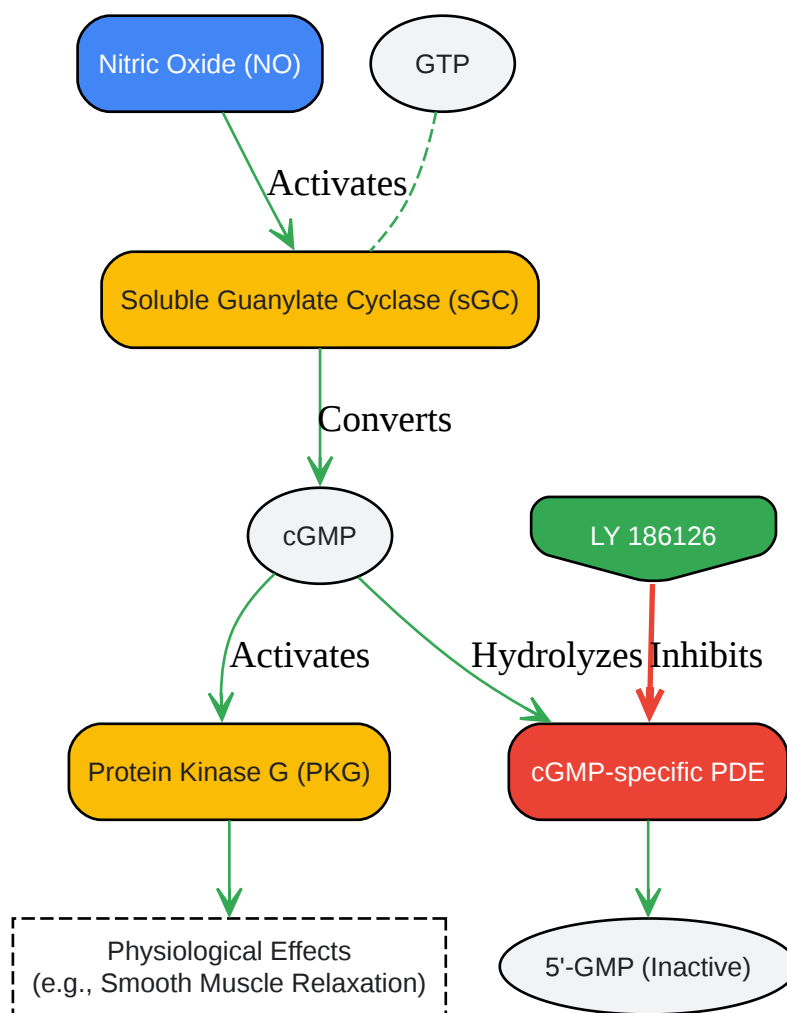 Nitric Oxide (NO)
GTP
Activates
Soluble Guanylate Cyclase (sGC)
Converts
cGMP
LY 186126
Activates
Hydrolyzes
Inhibits
Protein Kinase G (PKG)
cGMP-specific PDE
Physiological Effects
(e.g., Smooth Muscle Relaxation)
5'-GMP (Inactive)